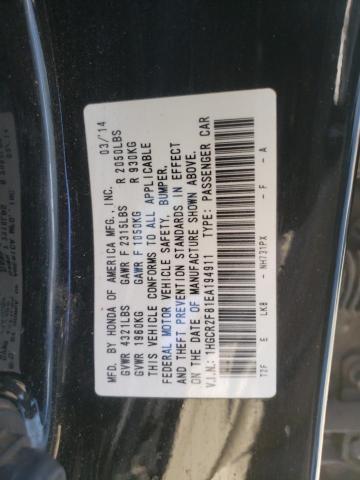 MFD. BY HONDA OF AMERICA MFG., INC. 03/'14
GVWR 4321LBS GAWR F 2315LBS R 2050LBS
GVWR 1960KG GAWR F 1050KG R 930KG
THIS VEHICLE CONFORMS TO ALL APPLICABLE
FEDERAL MOTOR VEHICLE SAFETY, BUMPER,
AND THEFT PREVENTION STANDARDS IN EFFECT
ON THE DATE OF MANUFACTURE SHOWN ABOVE.
V.I.N.: 1HGCR2F81EA194911 TYPE: PASSENGER CAR
T2F E LK8 - NH731PX - F - A